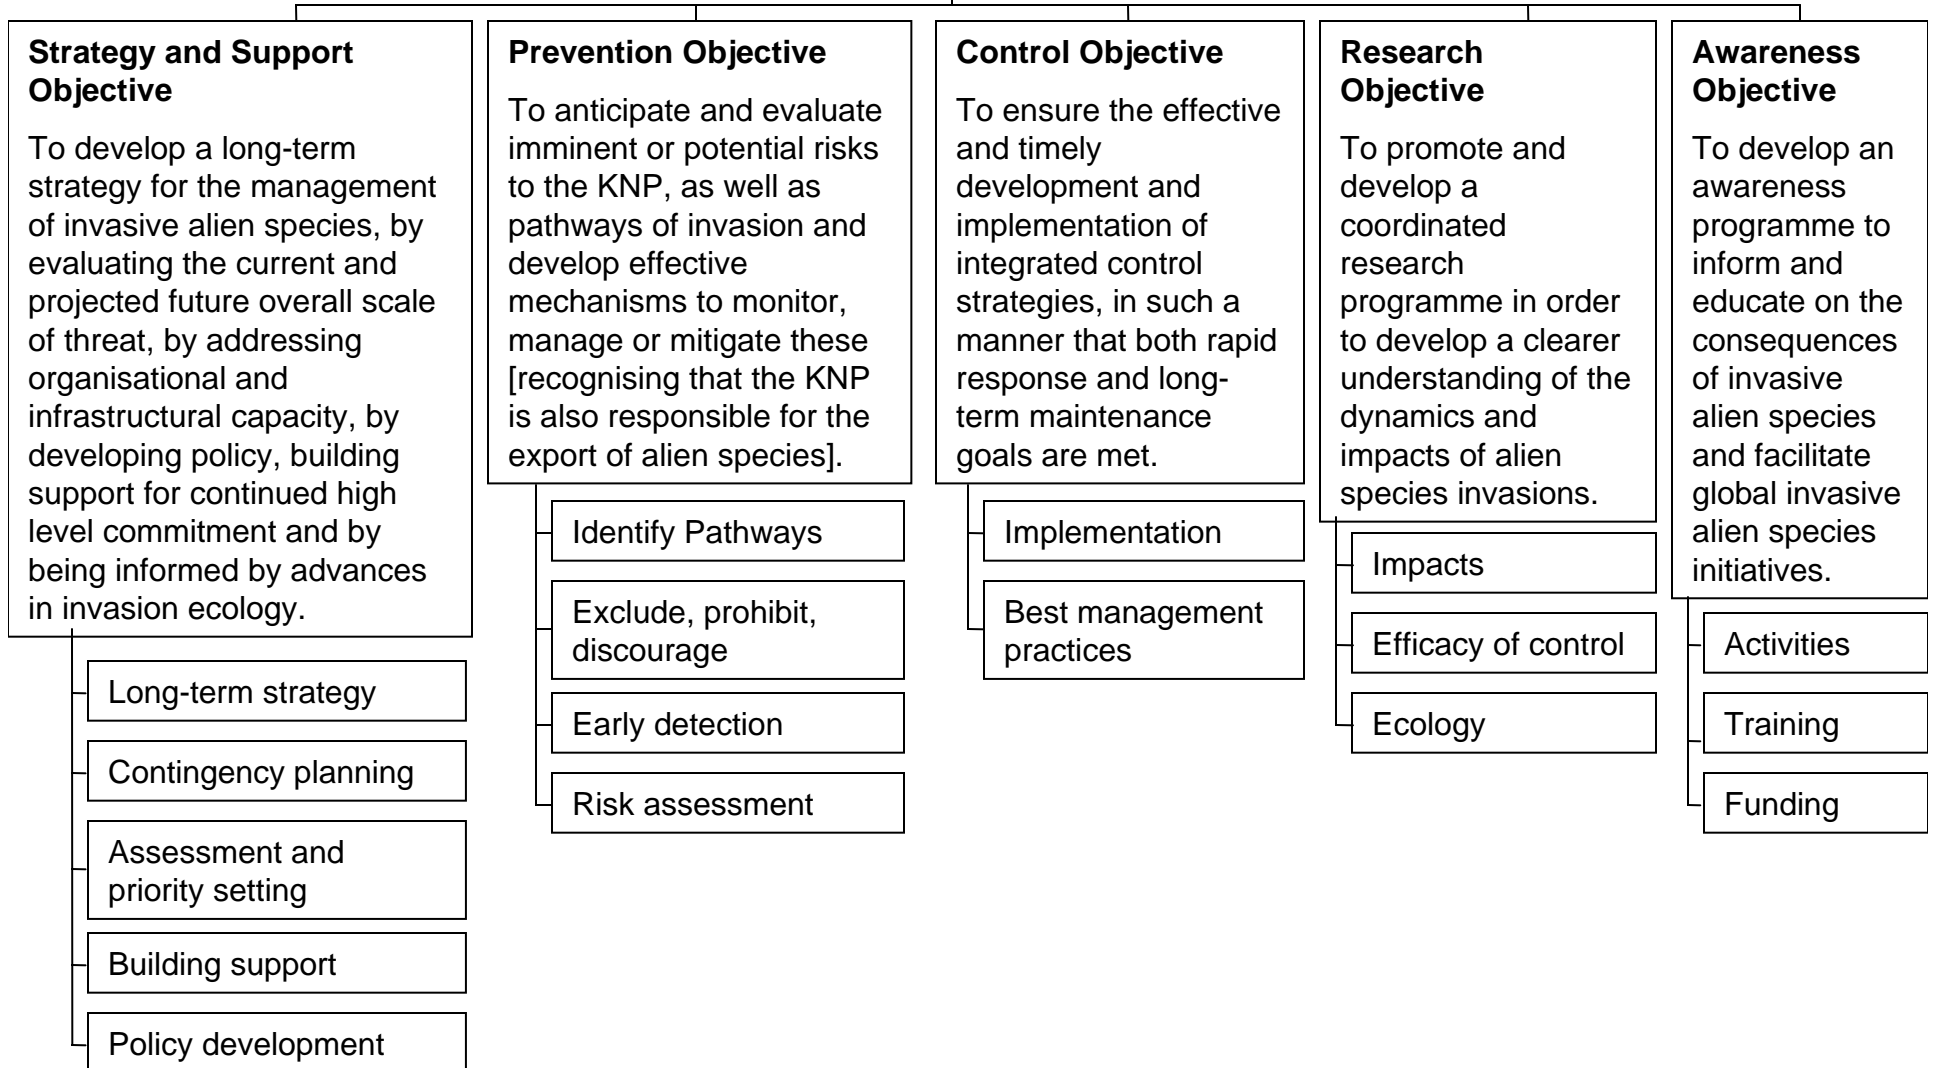 Strategy and Support
Objective
To develop a long-term
strategy for the management
of invasive alien species, by
evaluating the current and
projected future overall scale
of threat, by addressing
organisational and
infrastructural capacity, by
developing policy, building
support for continued high
level commitment and by
being informed by advances
in invasion ecology.
Long-term strategy
Contingency planning
Assessment and
priority setting
Building support
Policy development
Prevention Objective
To anticipate and evaluate
imminent or potential risks
to the KNP, as well as
pathways of invasion and
develop effective
mechanisms to monitor,
manage or mitigate these
[recognising that the KNP
is also responsible for the
export of alien species].
Identify Pathways
Exclude, prohibit,
discourage
Early detection
Risk assessment
Control Objective
To ensure the effective
and timely
development and
implementation of
integrated control
strategies, in such a
manner that both rapid
response and long-
term maintenance
goals are met.
Implementation
Best management
practices
Research
Objective
To promote and
develop a
coordinated
research
programme in order
to develop a clearer
understanding of the
dynamics and
impacts of alien
species invasions.
Impacts
Efficacy of control
Ecology
Awareness
Objective
To develop an
awareness
programme to
inform and
educate on the
consequences
of invasive
alien species
and facilitate
global invasive
alien species
initiatives.
Activities
Training
Funding